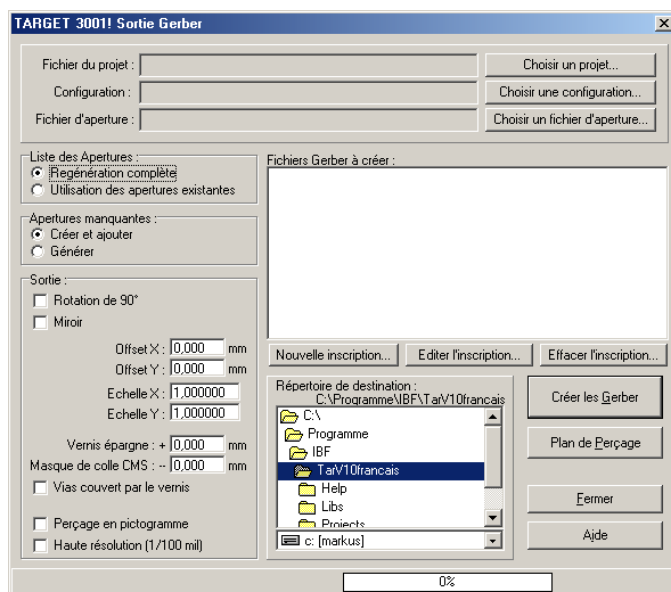 TARGET 3001! Sortie Gerber
Fichier du projet :
Choisir un projet...
Configuration :
Choisir une configuration...
Fichier d'aperture :
Choisir un fichier d'aperture...
Liste des Apertures :
Regénération complète
Utilisation des apertures existantes
Apertures manquantes :
Créer et ajouter
Générer
Sortie :
Rotation de 90°
Miroir
Offset X : 0,000 mm
Offset Y : 0,000 mm
Echelle X : 1,000000
Echelle Y : 1,000000
Vernis épargne : + 0,000 mm
Masque de colle CMS : -- 0,000 mm
Vias couvert par le vernis
Perçage en pictogramme
Haute résolution (1/100 mil)
Fichiers Gerber à créer :
Nouvelle inscription...
Editer l'inscription...
Effacer l'inscription...
Répertoire de destination :
C:\Programme\IBF\TarV10francais
C:\
Programme
IBF
TarV10francais
Help
Libs
Projects
c: [markus]
Créer les Gerber
Plan de Perçage
Fermer
Aide
0%